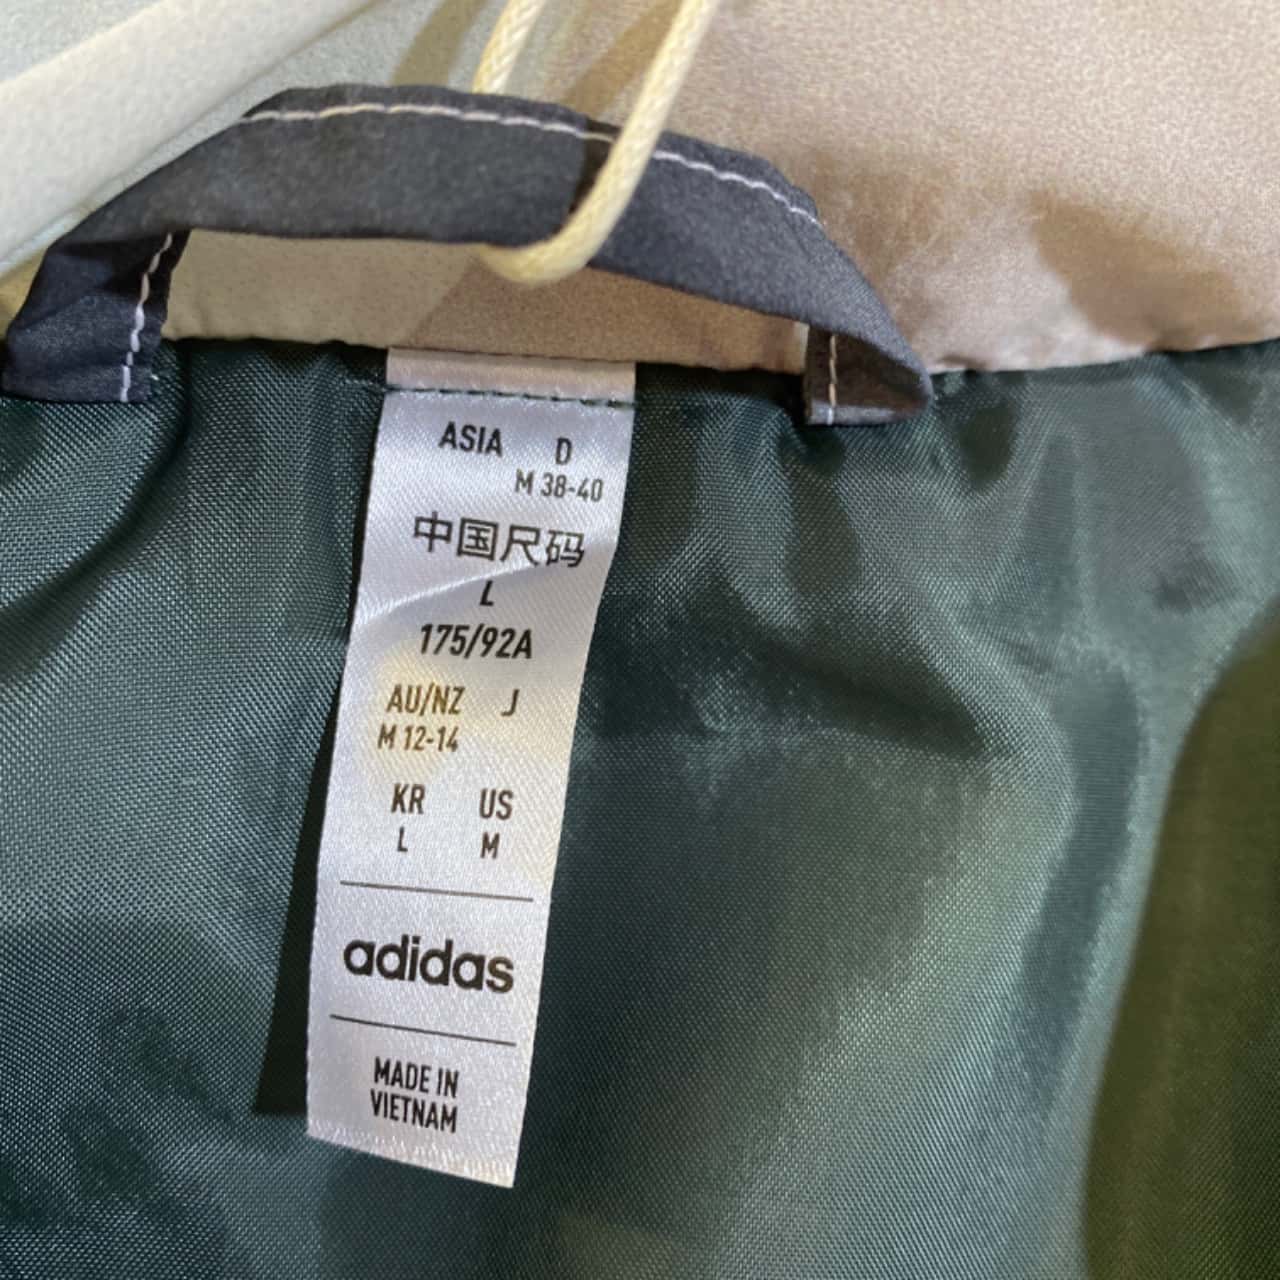 ASIA D
M 38-40
中国尺码
L
175/92A
AU/NZ J
M 12-14
KR US
L M
adidas
MADE IN
VIETNAM